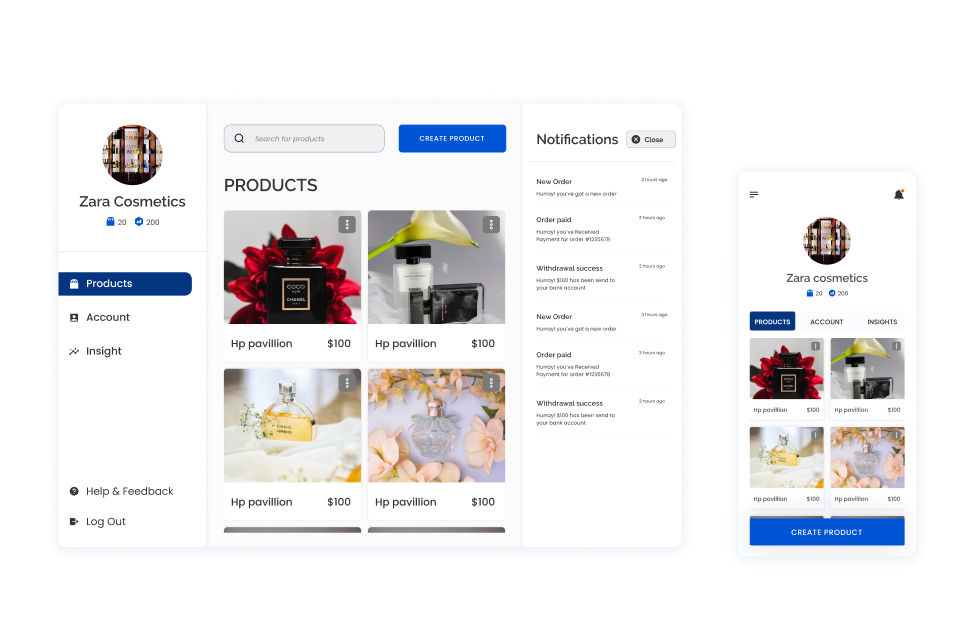 Zara Cosmetics
20 200
Products
Account
Insight
Help & Feedback
Log Out
Search for products
CREATE PRODUCT
PRODUCTS
COCO
NOIR
CHANEL
Hp pavillion $100
Hp pavillion $100
Hp pavillion $100
Hp pavillion $100
Notifications
Close
New Order
Hurray! you've got a new order
Order paid 3 hours ago
Hurray! you've Received
Payment for order #1235678
Withdrawal success 3 hours ago
Hurray! $100 has been send to
your bank account
New Order
Hurray! you've got a new order
Order paid 3 hours ago
Hurray! you've Received
Payment for order #1235678
Withdrawal success 3 hours ago
Hurray! $100 has been send to
your bank account
Zara cosmetics
20 200
PRODUCTS ACCOUNT INSIGHTS
Hp pavillion $100
Hp pavillion $100
Hp pavillion $100
Hp pavillion $100
CREATE PRODUCT